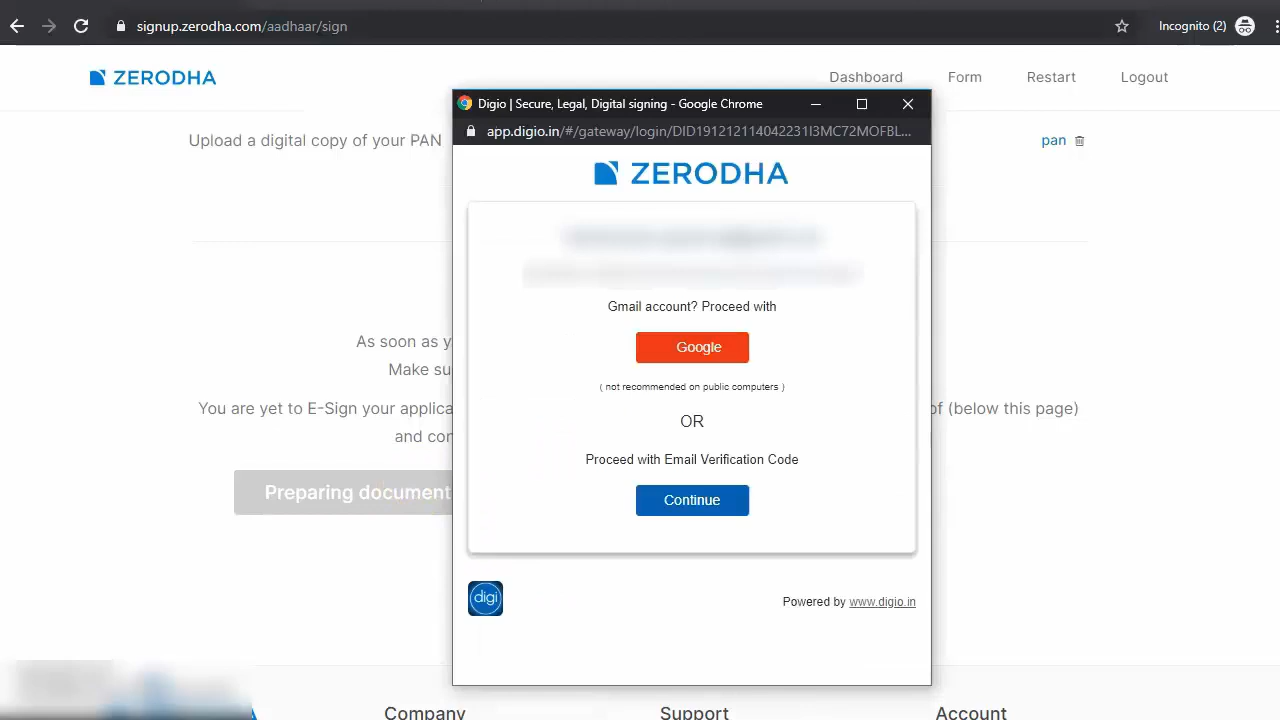 signup.zerodha.com/aadhaar/sign
Incognito (2)
ZERODHA
Dashboard
Form
Restart
Logout
Upload a digital copy of your PAN
pan
As soon as y
Make su
You are yet to E-Sign your applica
of (below this page)
and con
Preparing document
Digio | Secure, Legal, Digital signing - Google Chrome
app.digio.in/#/gateway/login/DID191212114042231I3MC72MOFBL...
ZERODHA
Gmail account? Proceed with
Google
( not recommended on public computers )
OR
Proceed with Email Verification Code
Continue
digi
Powered by www.digio.in
Company
Support
Account